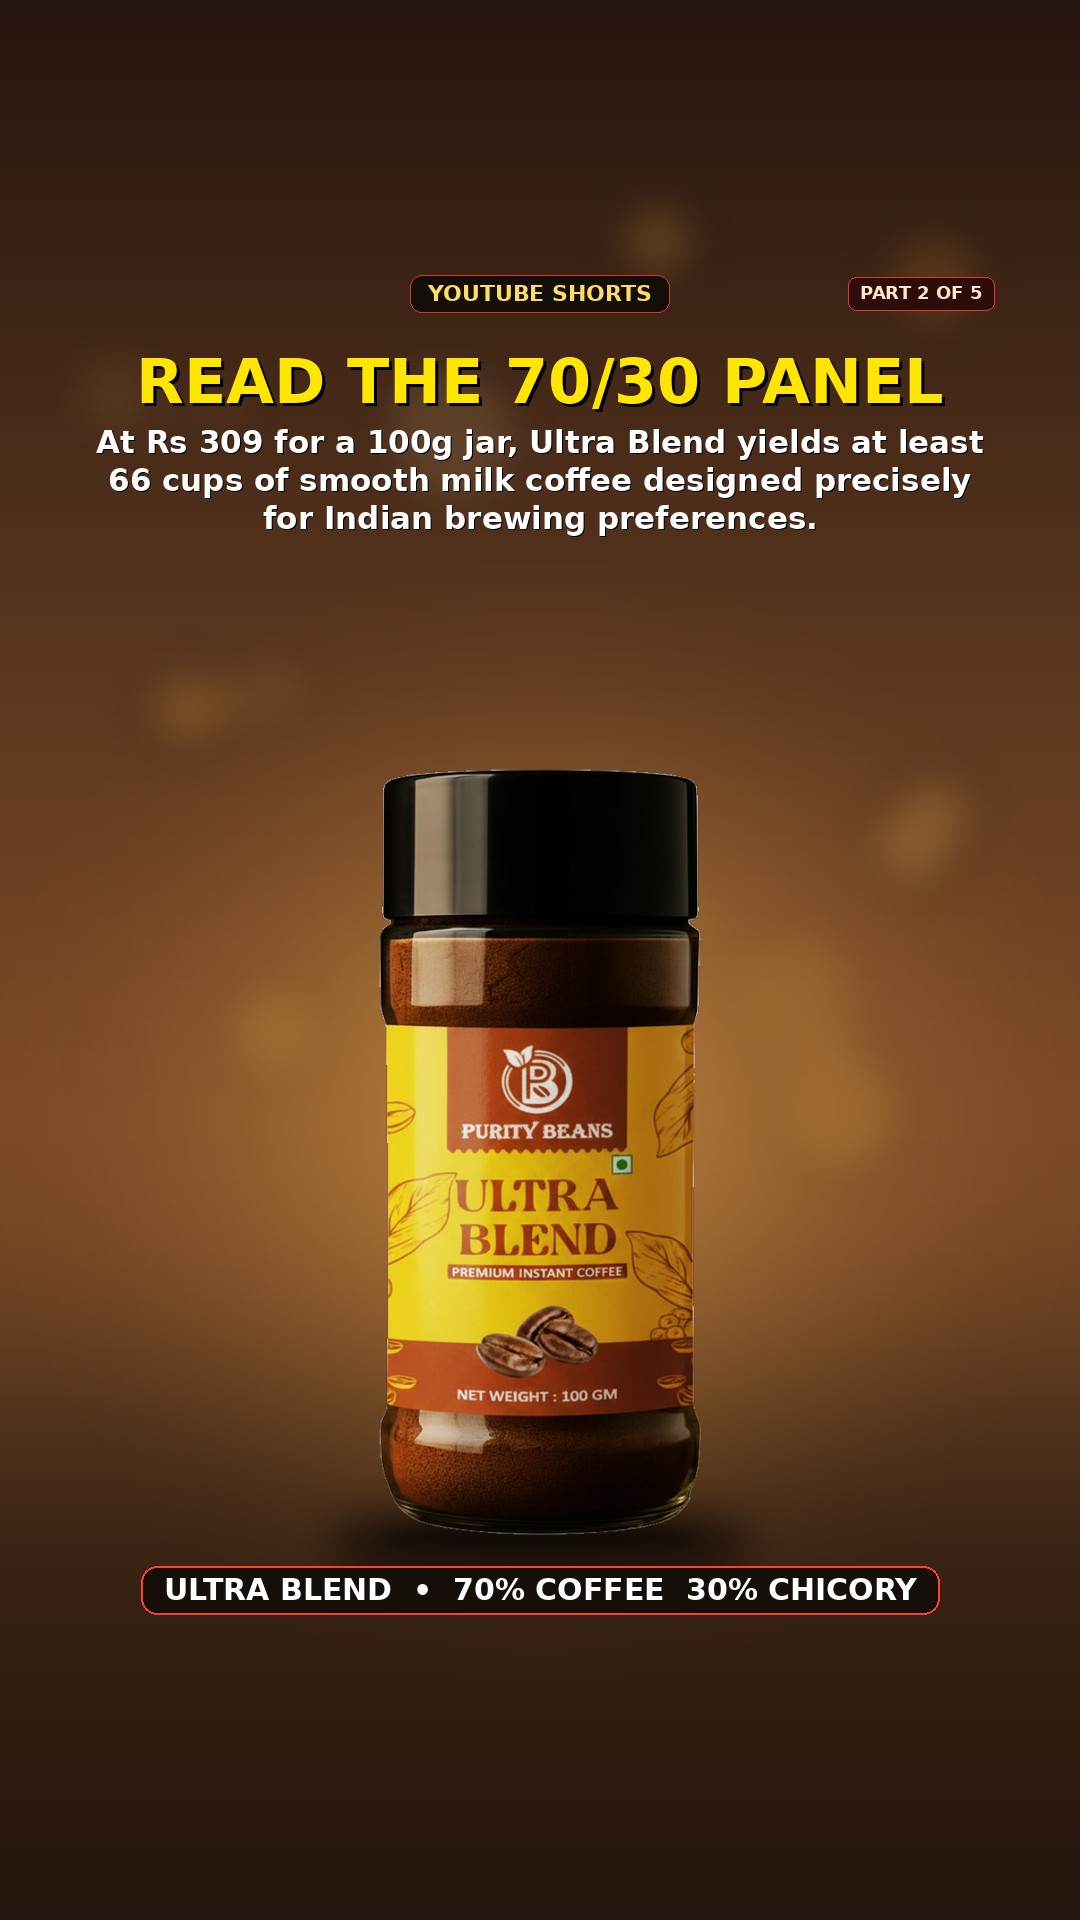 YOUTUBE SHORTS
PART 2 OF 5
READ THE 70/30 PANEL
At Rs 309 for a 100g jar, Ultra Blend yields at least
66 cups of smooth milk coffee designed precisely
for Indian brewing preferences.
PURITY BEANS
ULTRA
BLEND
PREMIUM INSTANT COFFEE
NET WEIGHT : 100 GM
ULTRA BLEND • 70% COFFEE 30% CHICORY